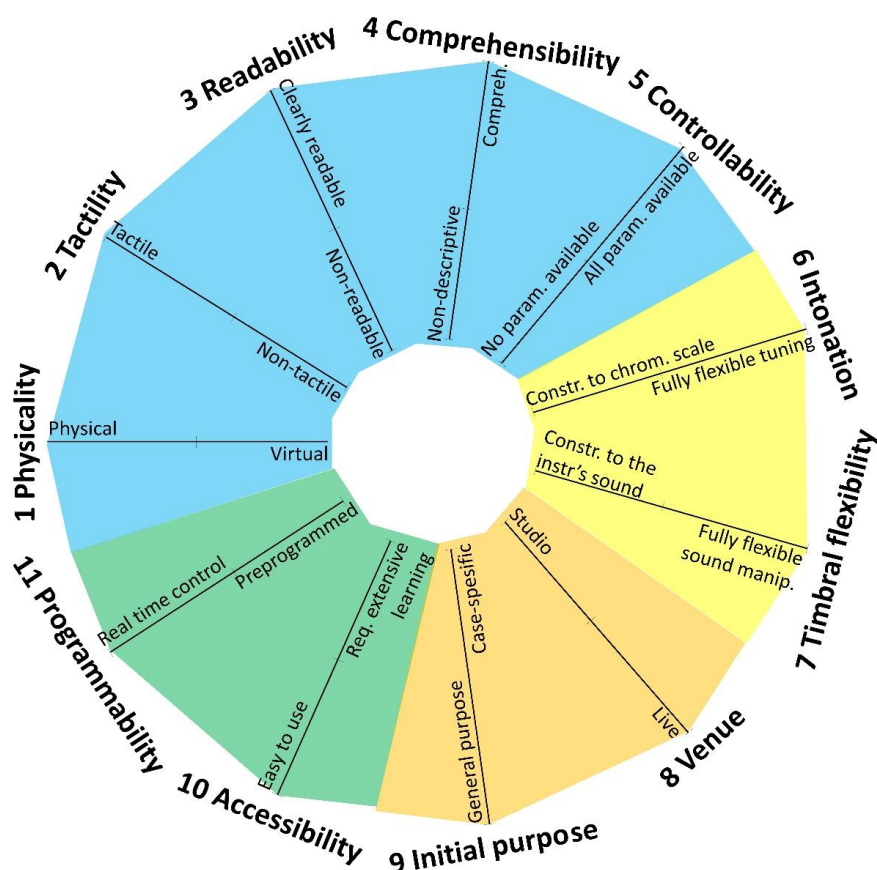 1 Physicality
Physical
Virtual
2 Tactility
Tactile
Non-tactile
3 Readability
Clearly readable
Non-readable
4 Comprehensibility
Compreh.
Non-descriptive
5 Controllability
No param. available
All param. available
6 Intonation
Constr. to chrom. scale
Fully flexible tuning
7 Timbral flexibility
Constr. to the
instr's sound
Fully flexible
sound manip.
8 Venue
Studio
Live
9 Initial purpose
Case-spesific
General purpose
10 Accessibility
Req. extensive
learning
Easy to use
11 Programmability
Real time control
Preprogrammed